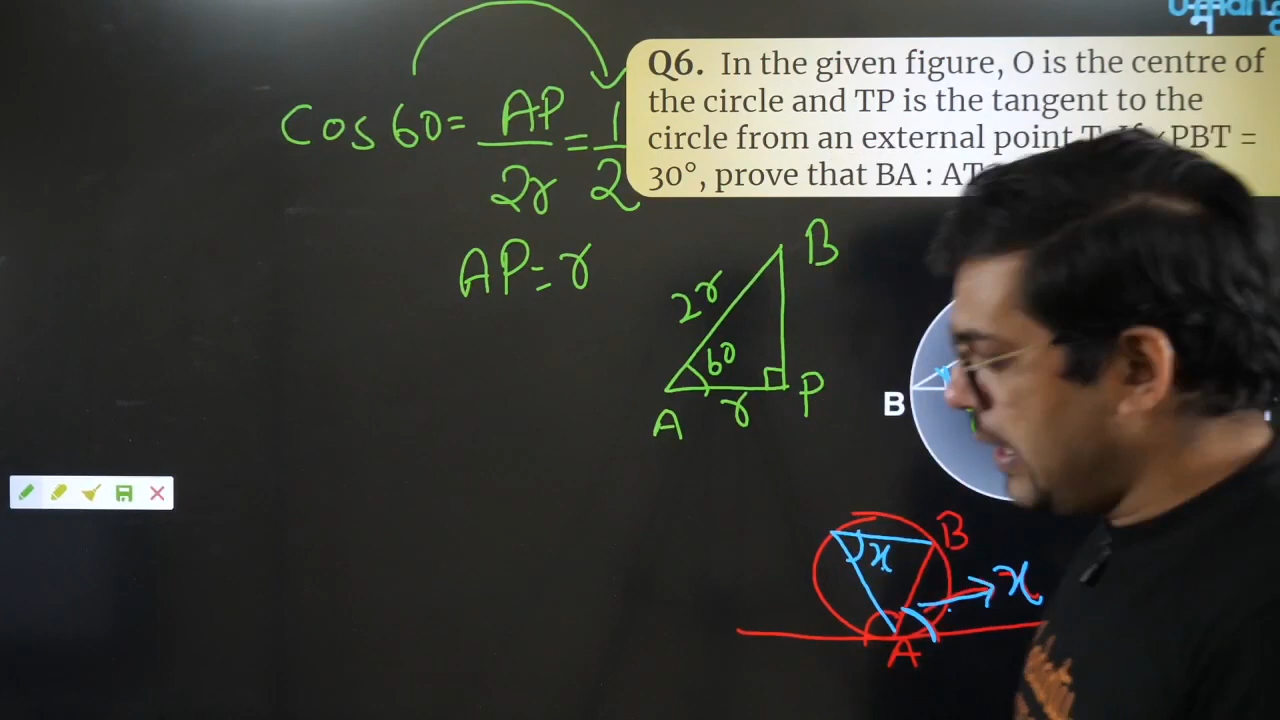 Cos 60 = AP/2r = 1/2
AP = r
Q6. In the given figure, O is the centre of
the circle and TP is the tangent to the
circle from an external point T. If ∠PBT =
30°, prove that BA : AT
B
2r
60
A
r
P
B
B
x
x
A